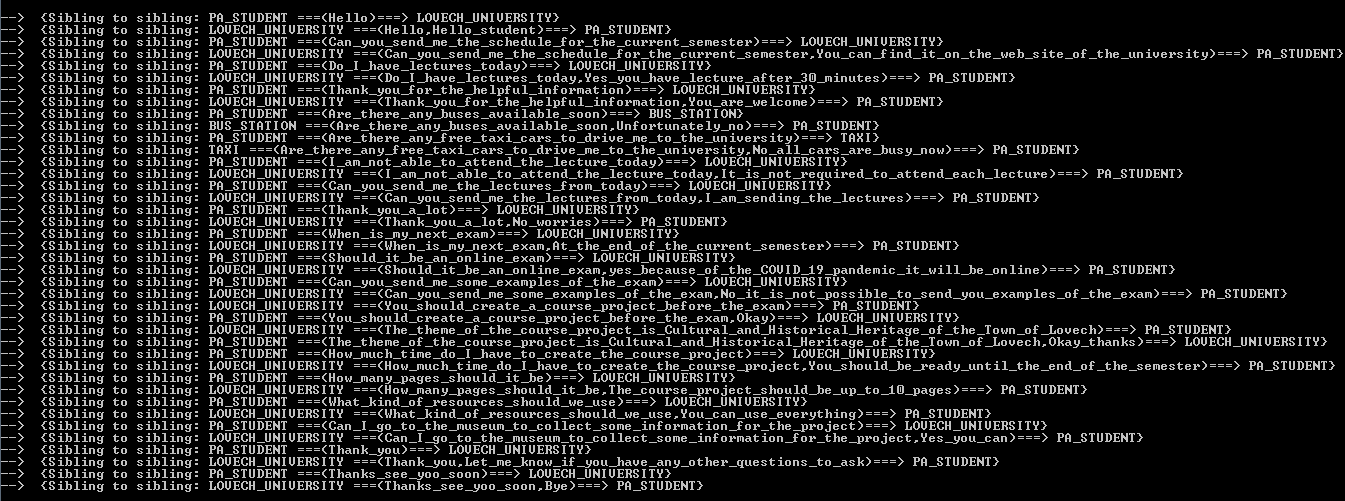 --> {Sibling to sibling: PA_STUDENT ===(Hello)===> LOVECH_UNIVERSITY}
--> {Sibling to sibling: LOVECH_UNIVERSITY ===(Hello,Hello_student)===> PA_STUDENT}
--> {Sibling to sibling: PA_STUDENT ===(Can_you_send_me_the_schedule_for_the_current_semester)===> LOVECH_UNIVERSITY}
--> {Sibling to sibling: LOVECH_UNIVERSITY ===(Can_you_send_me_the_schedule_for_the_current_semester,You_can_find_it_on_the_web_site_of_the_university)===> PA_STUDENT}
--> {Sibling to sibling: PA_STUDENT ===(Do_I_have_lectures_today)===> LOVECH_UNIVERSITY}
--> {Sibling to sibling: LOVECH_UNIVERSITY ===(Do_I_have_lectures_today,Yes_you_have_lecture_after_30_minutes)===> PA_STUDENT}
--> {Sibling to sibling: PA_STUDENT ===(Thank_you_for_the_helpful_information)===> LOVECH_UNIVERSITY}
--> {Sibling to sibling: LOVECH_UNIVERSITY ===(Thank_you_for_the_helpful_information,You_are_welcome)===> PA_STUDENT}
--> {Sibling to sibling: PA_STUDENT ===(Are_there_any_buses_available_soon)===> BUS_STATION}
--> {Sibling to sibling: BUS_STATION ===(Are_there_any_buses_available_soon,Unfortunately_no)===> PA_STUDENT}
--> {Sibling to sibling: PA_STUDENT ===(Are_there_any_free_taxi_cars_to_drive_me_to_the_university)===> TAXI}
--> {Sibling to sibling: TAXI ===(Are_there_any_free_taxi_cars_to_drive_me_to_the_university,No_all_cars_are_busy_now)===> PA_STUDENT}
--> {Sibling to sibling: PA_STUDENT ===(I_am_not_able_to_attend_the_lecture_today)===> LOVECH_UNIVERSITY}
--> {Sibling to sibling: LOVECH_UNIVERSITY ===(I_am_not_able_to_attend_the_lecture_today,It_is_not_required_to_attend_each_lecture)===> PA_STUDENT}
--> {Sibling to sibling: PA_STUDENT ===(Can_you_send_me_the_lectures_from_today)===> LOVECH_UNIVERSITY}
--> {Sibling to sibling: LOVECH_UNIVERSITY ===(Can_you_send_me_the_lectures_from_today,I_am_sending_the_lectures)===> PA_STUDENT}
--> {Sibling to sibling: PA_STUDENT ===(Thank_you_a_lot)===> LOVECH_UNIVERSITY}
--> {Sibling to sibling: LOVECH_UNIVERSITY ===(Thank_you_a_lot,No_worries)===> PA_STUDENT}
--> {Sibling to sibling: PA_STUDENT ===(When_is_my_next_exam)===> LOVECH_UNIVERSITY}
--> {Sibling to sibling: LOVECH_UNIVERSITY ===(When_is_my_next_exam,At_the_end_of_the_current_semester)===> PA_STUDENT}
--> {Sibling to sibling: PA_STUDENT ===(Should_it_be_an_online_exam)===> LOVECH_UNIVERSITY}
--> {Sibling to sibling: LOVECH_UNIVERSITY ===(Should_it_be_an_online_exam,yes_because_of_the_COVID_19_pandemic_it_will_be_online)===> PA_STUDENT}
--> {Sibling to sibling: PA_STUDENT ===(Can_you_send_me_some_examples_of_the_exam)===> LOVECH_UNIVERSITY}
--> {Sibling to sibling: LOVECH_UNIVERSITY ===(Can_you_send_me_some_examples_of_the_exam,No_it_is_not_possible_to_send_you_examples_of_the_exam)===> PA_STUDENT}
--> {Sibling to sibling: LOVECH_UNIVERSITY ===(You_should_create_a_course_project_before_the_exam)===> PA_STUDENT}
--> {Sibling to sibling: PA_STUDENT ===(You_should_create_a_course_project_before_the_exam,Okay)===> LOVECH_UNIVERSITY}
--> {Sibling to sibling: LOVECH_UNIVERSITY ===(The_theme_of_the_course_project_is_Cultural_and_Historical_Heritage_of_the_Town_of_Lovech)===> PA_STUDENT}
--> {Sibling to sibling: PA_STUDENT ===(The_theme_of_the_course_project_is_Cultural_and_Historical_Heritage_of_the_Town_of_Lovech,Okay_thanks)===> LOVECH_UNIVERSITY}
--> {Sibling to sibling: PA_STUDENT ===(How_much_time_do_I_have_to_create_the_course_project)===> LOVECH_UNIVERSITY}
--> {Sibling to sibling: LOVECH_UNIVERSITY ===(How_much_time_do_I_have_to_create_the_course_project,You_should_be_ready_until_the_end_of_the_semester)===> PA_STUDENT}
--> {Sibling to sibling: PA_STUDENT ===(How_many_pages_should_it_be)===> LOVECH_UNIVERSITY}
--> {Sibling to sibling: LOVECH_UNIVERSITY ===(How_many_pages_should_it_be,The_course_project_should_be_up_to_10_pages)===> PA_STUDENT}
--> {Sibling to sibling: PA_STUDENT ===(What_kind_of_resources_should_we_use)===> LOVECH_UNIVERSITY}
--> {Sibling to sibling: LOVECH_UNIVERSITY ===(What_kind_of_resources_should_we_use,You_can_use_everything)===> PA_STUDENT}
--> {Sibling to sibling: PA_STUDENT ===(Can_I_go_to_the_museum_to_collect_some_information_for_the_project)===> LOVECH_UNIVERSITY}
--> {Sibling to sibling: LOVECH_UNIVERSITY ===(Can_I_go_to_the_museum_to_collect_some_information_for_the_project,Yes_you_can)===> PA_STUDENT}
--> {Sibling to sibling: PA_STUDENT ===(Thank_you)===> LOVECH_UNIVERSITY}
--> {Sibling to sibling: LOVECH_UNIVERSITY ===(Thank_you,Let_me_know_if_you_have_any_other_questions_to_ask)===> PA_STUDENT}
--> {Sibling to sibling: PA_STUDENT ===(Thanks_see_yoo_soon)===> LOVECH_UNIVERSITY}
--> {Sibling to sibling: LOVECH_UNIVERSITY ===(Thanks_see_yoo_soon,Bye)===> PA_STUDENT}